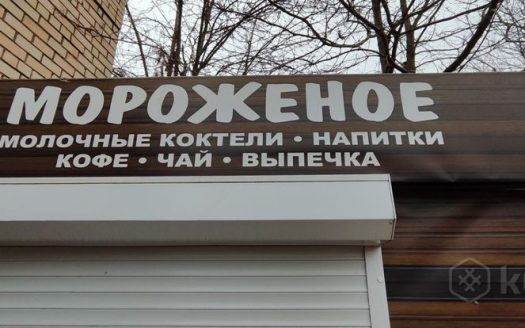 МОРОЖЕНОЕ
МОЛОЧНЫЕ КОКТЕЛИ • НАПИТКИ
КОФЕ • ЧАЙ • ВЫПЕЧКА